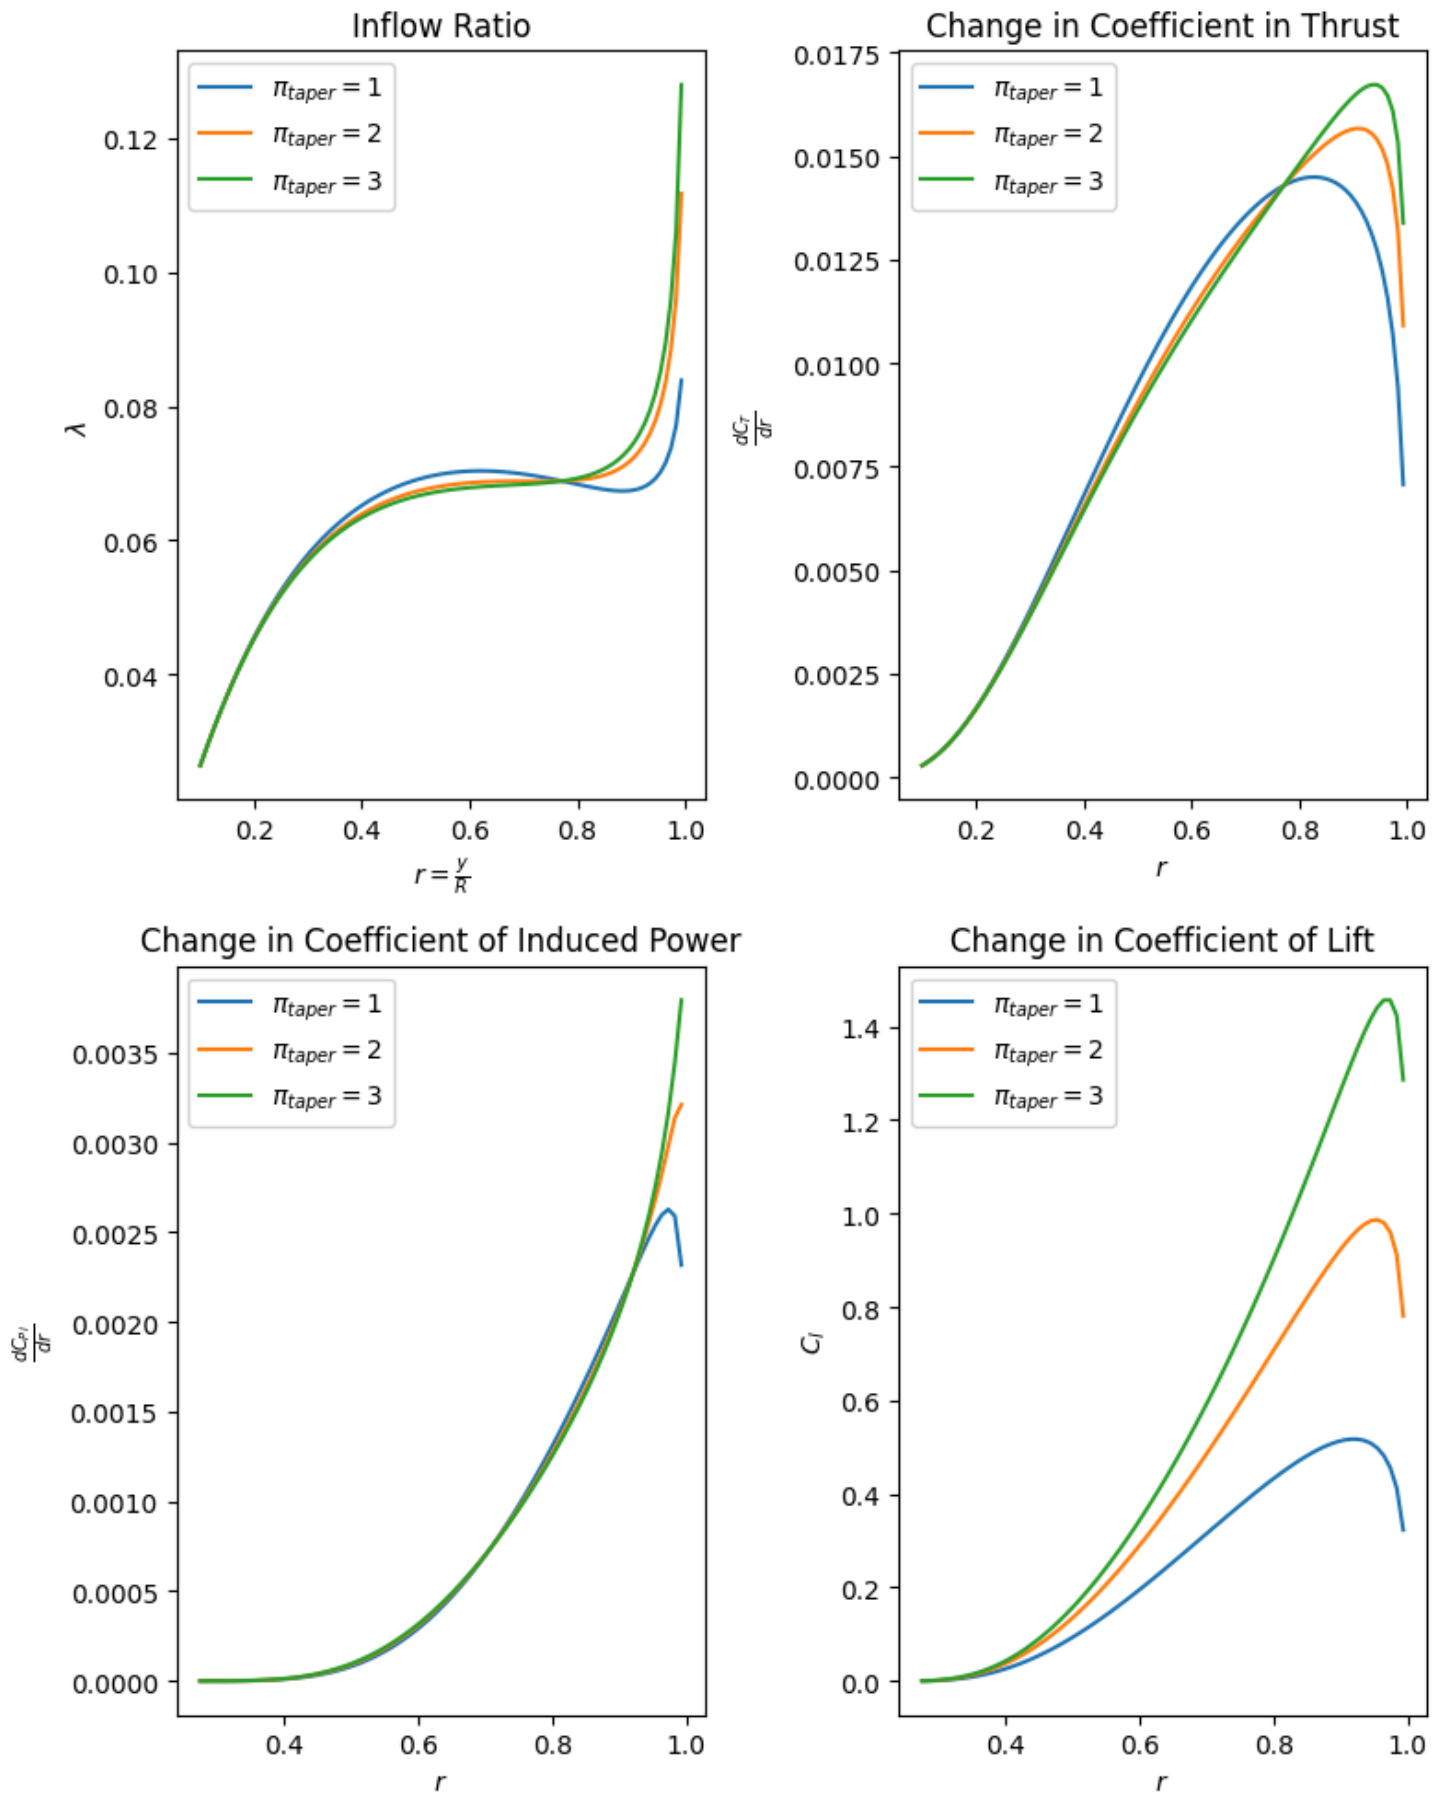 Inflow Ratio
π_taper = 1
π_taper = 2
π_taper = 3
0.12
0.10
0.08
0.06
0.04
λ
0.2 0.4 0.6 0.8 1.0
r = y/R
Change in Coefficient in Thrust
π_taper = 1
π_taper = 2
π_taper = 3
0.0175
0.0150
0.0125
0.0100
0.0075
0.0050
0.0025
0.0000
dC_T/dr
0.2 0.4 0.6 0.8 1.0
r
Change in Coefficient of Induced Power
π_taper = 1
π_taper = 2
π_taper = 3
0.0035
0.0030
0.0025
0.0020
0.0015
0.0010
0.0005
0.0000
dC_PI/dr
0.4 0.6 0.8 1.0
r
Change in Coefficient of Lift
π_taper = 1
π_taper = 2
π_taper = 3
1.4
1.2
1.0
0.8
0.6
0.4
0.2
0.0
C_l
0.4 0.6 0.8 1.0
r